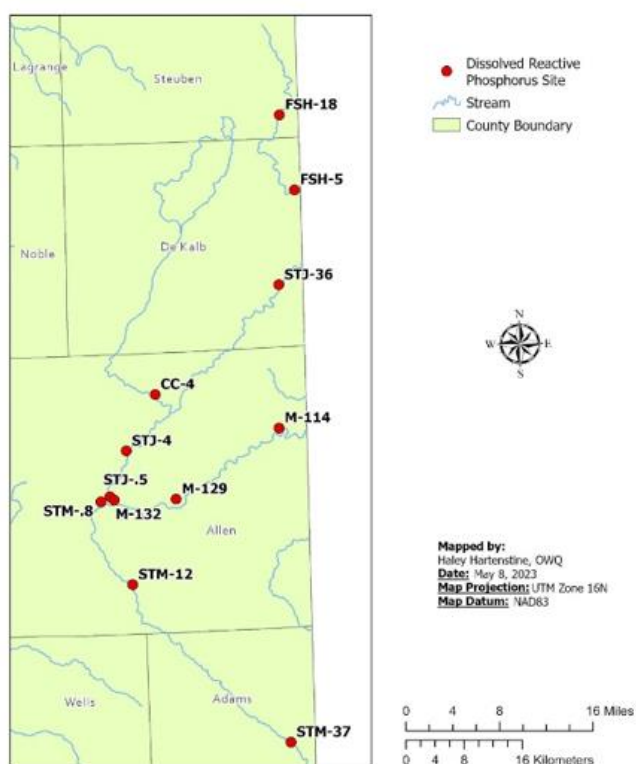 Lagrange
Steuben
FSH-18
FSH-5
Noble
De Kalb
STJ-36
CC-4
M-114
STJ-4
STJ-.5
M-129
STM-.8
M-132
Allen
STM-12
Wells
Adams
STM-37
Dissolved Reactive
Phosphorus Site
Stream
County Boundary
N
W E
S
Mapped by:
Haley Hartenstine, OWQ
Date: May 8, 2023
Map Projection: UTM Zone 16N
Map Datum: NAD83
0 4 8 16 Miles
0 4 8 16 Kilometers